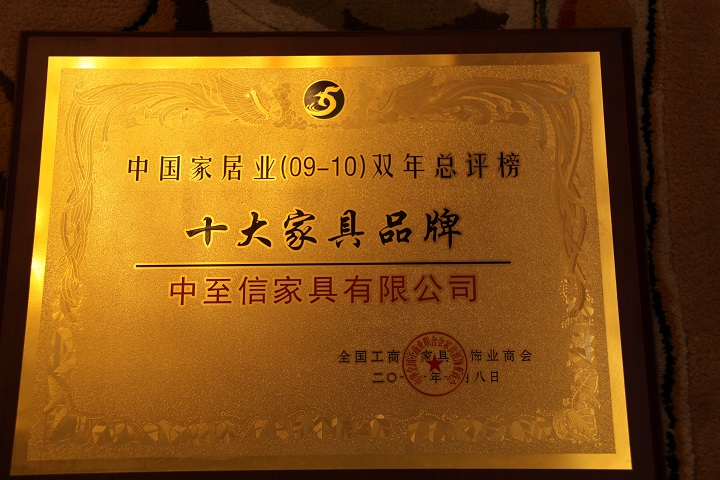 中国家居业(09-10)双年总评榜
十大家具品牌
中至信家具有限公司
全国工商 家具 饰业商会
二〇一 年 月八日